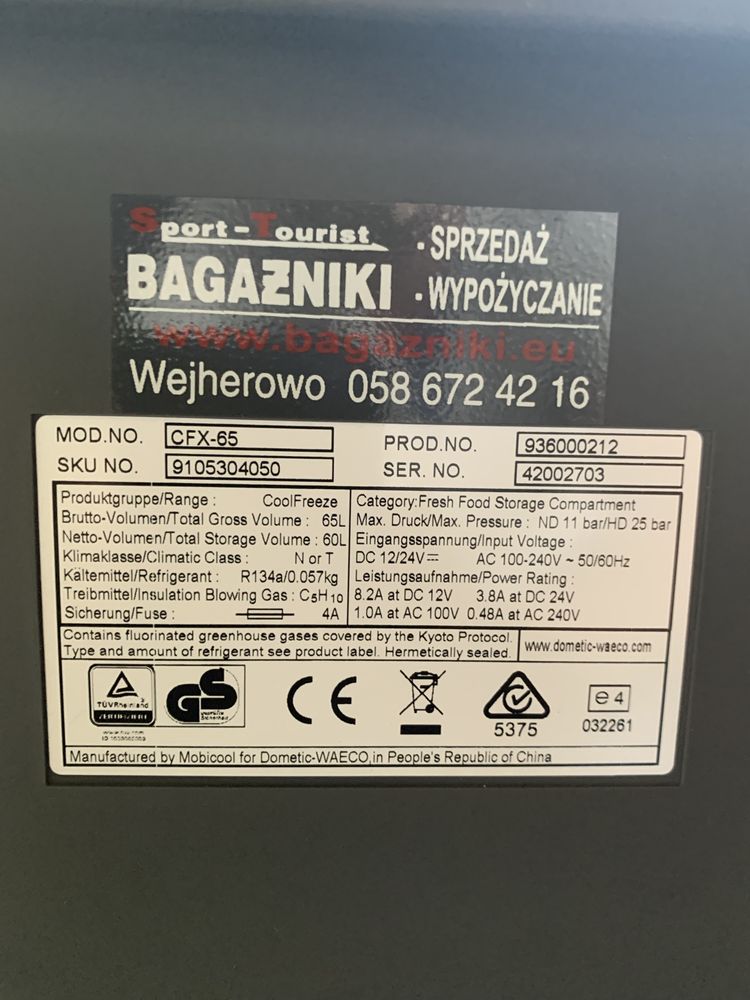 Sport-Tourist
BAGAŻNIKI
· SPRZEDAŻ
· WYPOŻYCZANIE
www.bagazniki.eu
Wejherowo 058 672 42 16
MOD.NO. CFX-65
SKU NO. 9105304050
PROD.NO. 936000212
SER. NO. 42002703
Produktgruppe/Range : CoolFreeze
Brutto-Volumen/Total Gross Volume : 65L
Netto-Volumen/Total Storage Volume : 60L
Klimaklasse/Climatic Class : N or T
Kältemittel/Refrigerant : R134a/0.057kg
Treibmittel/Insulation Blowing Gas : C5H10
Sicherung/Fuse : 4A
Category:Fresh Food Storage Compartment
Max. Druck/Max. Pressure : ND 11 bar/HD 25 bar
Eingangsspannung/Input Voltage :
DC 12/24V⎓ AC 100-240V ~ 50/60Hz
Leistungsaufnahme/Power Rating :
8.2A at DC 12V 3.8A at DC 24V
1.0A at AC 100V 0.48A at AC 240V
Contains fluorinated greenhouse gases covered by the Kyoto Protocol.
Type and amount of refrigerant see product label. Hermetically sealed.
www.dometic-waeco.com
TÜVRheinland
ZERTIFIZIERT
www.tuv.com
GS
geprüfte
Sicherheit
CE
5375
e 4
032261
Manufactured by Mobicool for Dometic-WAECO,in People's Republic of China